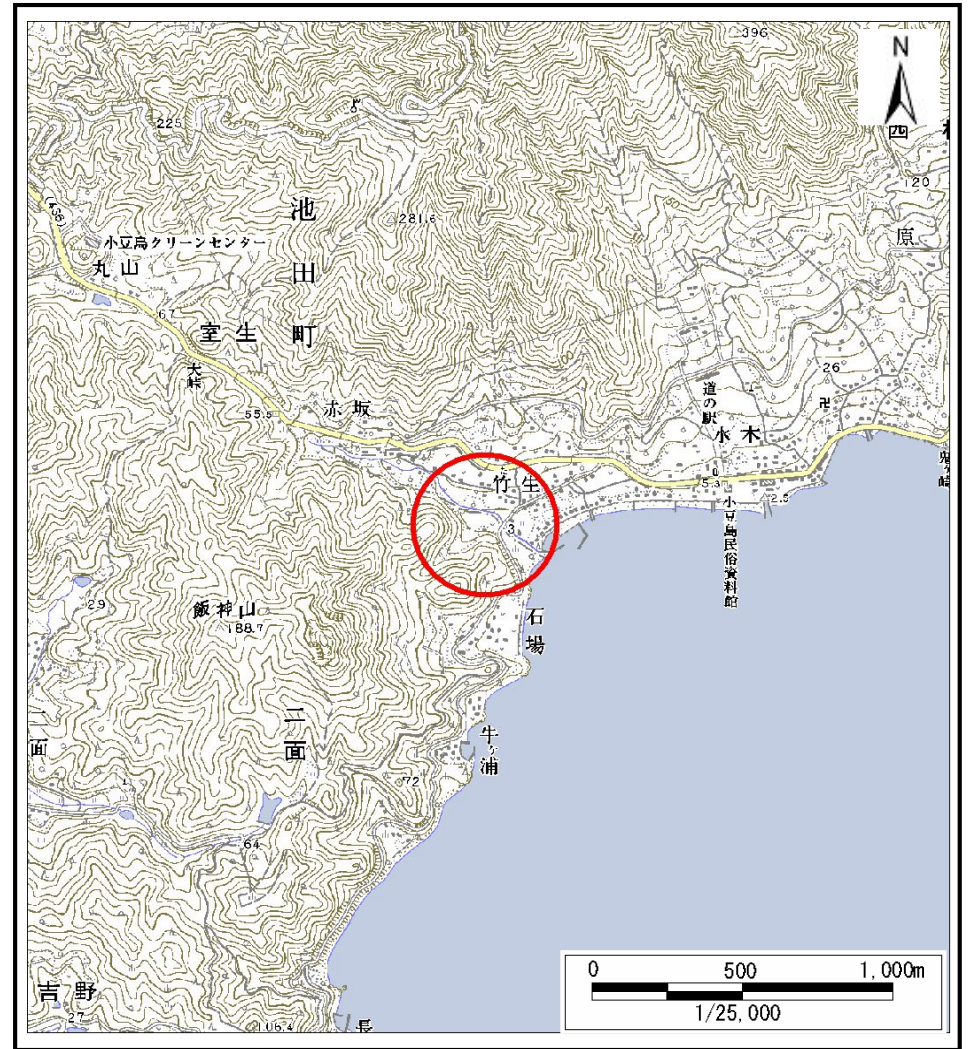 396
N
225
西
120
池田町
281.6
原
(436)
小豆島クリーンセンター
丸山
67
室生
大峠
100
26
道の駅
水木
赤坂
55.5
竹生
5.3
2.5
3
小豆島民俗資料館
29
飯神山
188.7
石場
二面
二面
牛ヶ浦
72
64
吉野
27
106.4
長
0 500 1,000m
1/25,000